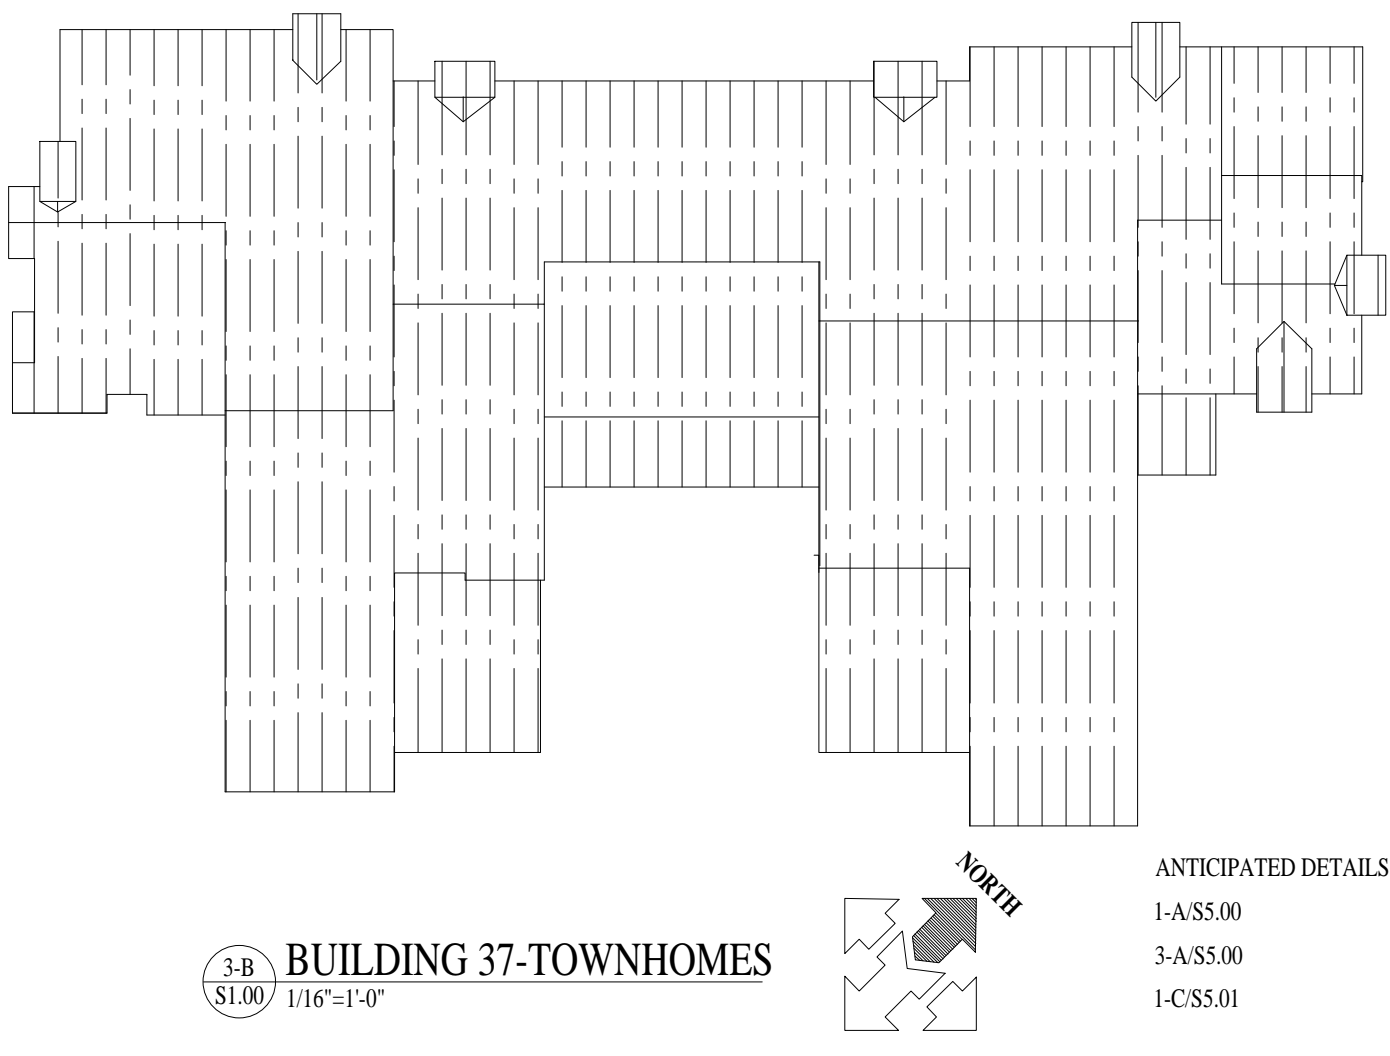 NORTH
ANTICIPATED DETAILS
1-A/S5.00
3-A/S5.00
1-C/S5.01
3-B
S1.00
BUILDING 37-TOWNHOMES
1/16"=1'-0"